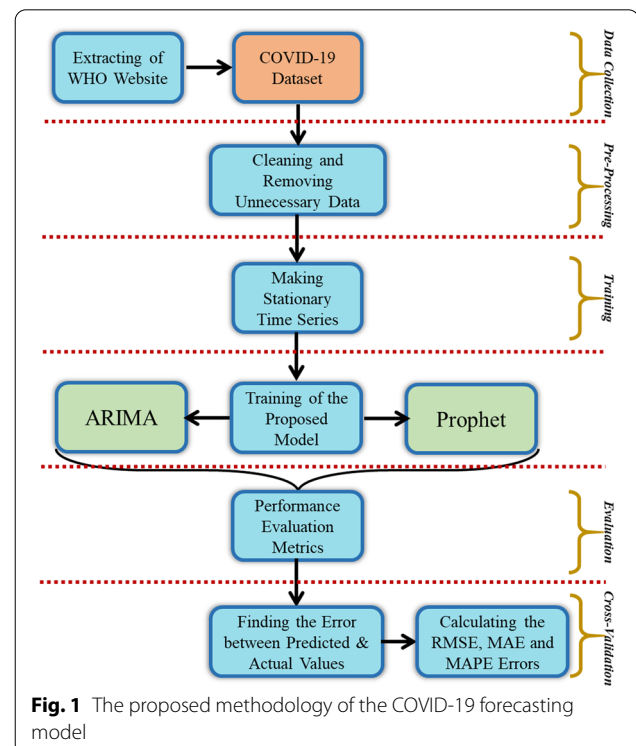 Extracting of
WHO Website
COVID-19
Dataset
Data Collection
Cleaning and
Removing
Unnecessary Data
Pre-Processing
Making
Stationary
Time Series
Training
ARIMA
Training of the
Proposed
Model
Prophet
Performance
Evaluation
Metrics
Evaluation
Finding the Error
between Predicted &
Actual Values
Calculating the
RMSE, MAE and
MAPE Errors
Cross-Validation
Fig. 1 The proposed methodology of the COVID-19 forecasting
model